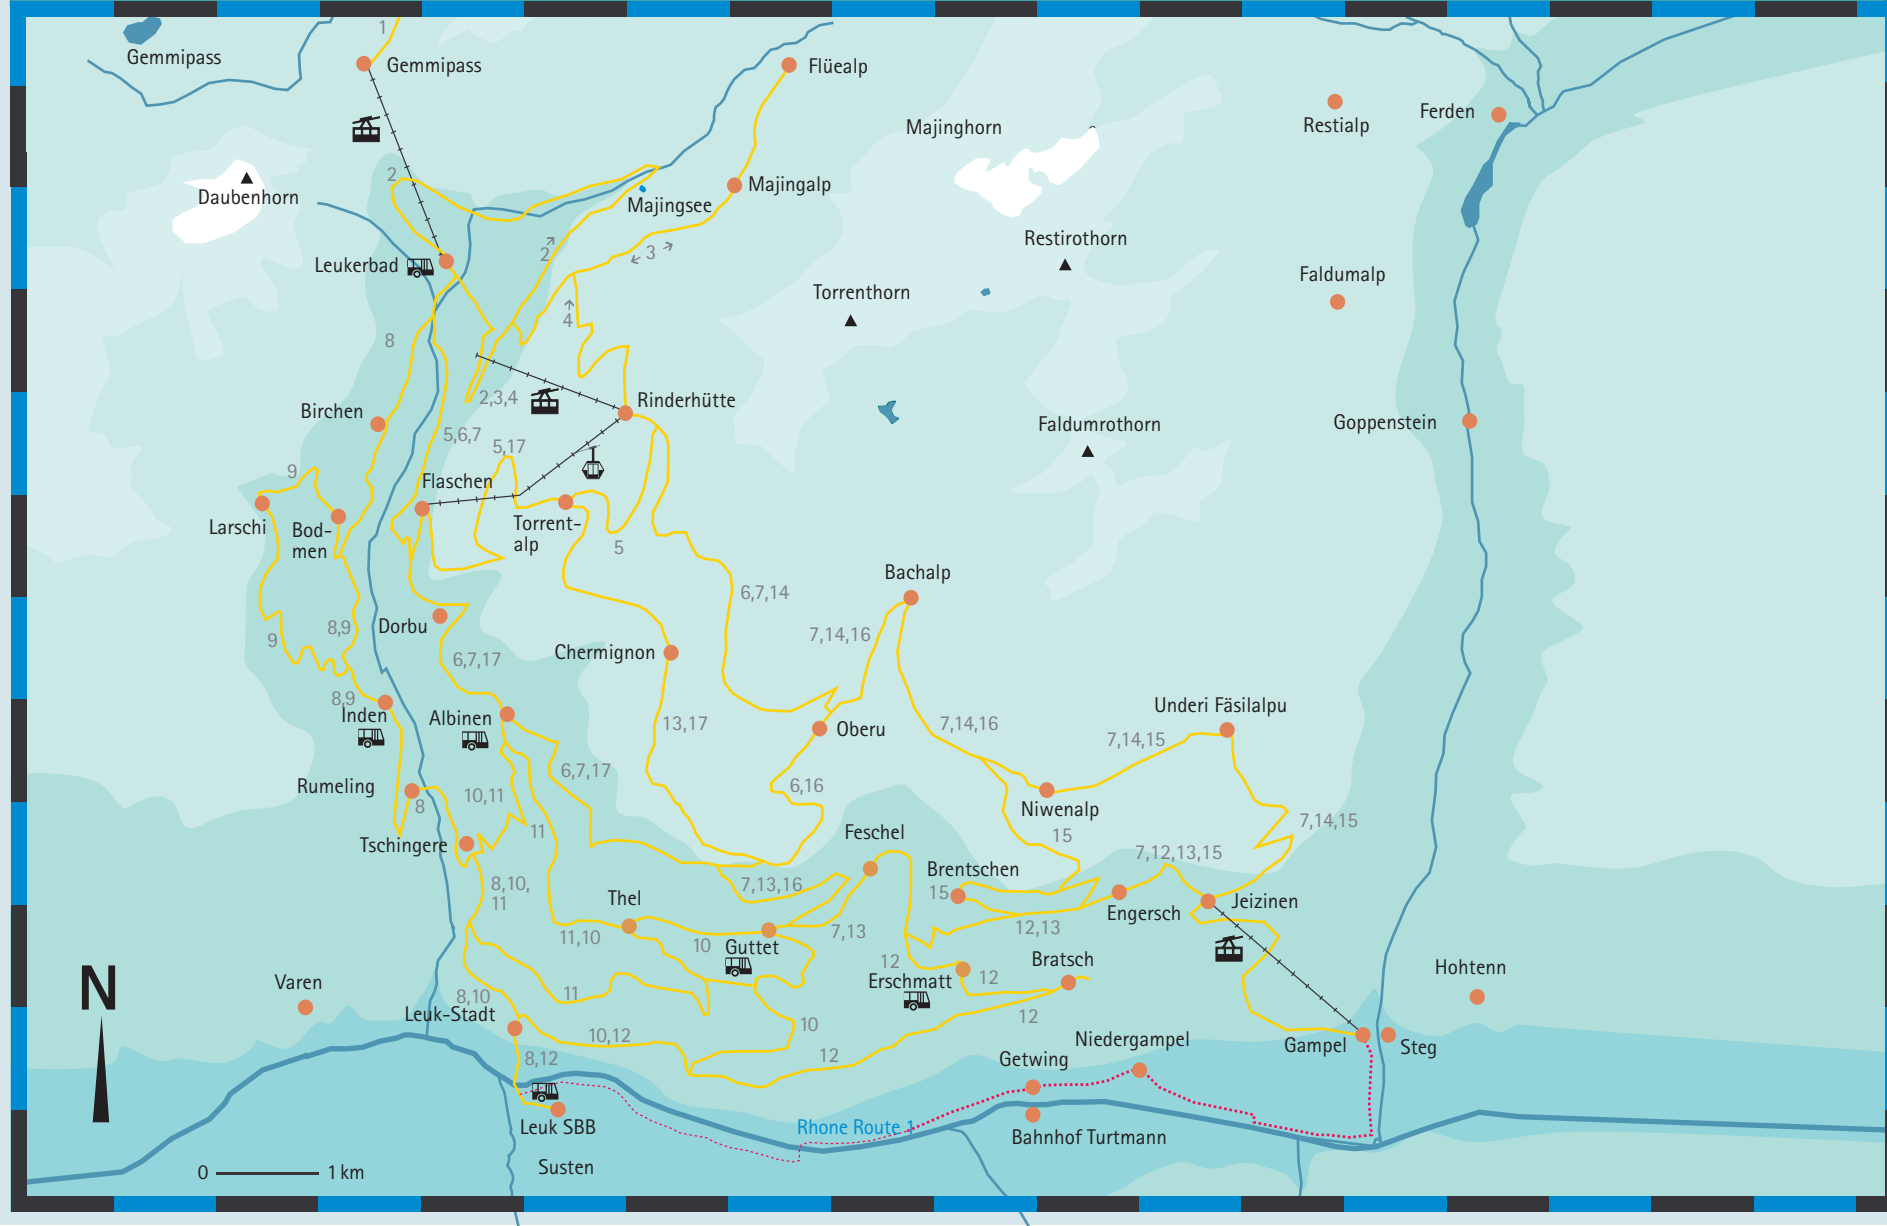 1
Gemmipass
Gemmipass
Flüealp
Majinghorn
Restialp
Ferden
2
Daubenhorn
Majingalp
Majingsee
2
3
Restirothorn
Leukerbad
Faldumalp
Torrenthorn
4
8
2,3,4
Rinderhütte
Birchen
5,6,7
5,17
Faldumrothorn
Goppenstein
9
Flaschen
Larschi
Bod-
men
Torrent-
alp
5
Bachalp
6,7,14
9
8,9
Dorbu
7,14,16
6,7,17
Chermignon
8,9
Inden
Albinen
13,17
Oberu
7,14,16
Underi Fäsilalpu
7,14,15
6,7,17
6,16
Rumeling
8
10,11
Niwenalp
11
15
7,14,15
Tschingere
Feschel
Brentschen
7,12,13,15
8,10,
11
7,13,16
15
Thel
Engersch
Jeizinen
11,10
10
Guttet
7,13
12,13
N
Varen
12
Erschmatt
12
Bratsch
Hohtenn
8,10
Leuk-Stadt
11
10,12
10
12
8,12
12
Getwing
Niedergampel
Gampel
Steg
Leuk SBB
Rhone Route 1
Bahnhof Turtmann
Susten
0
1 km